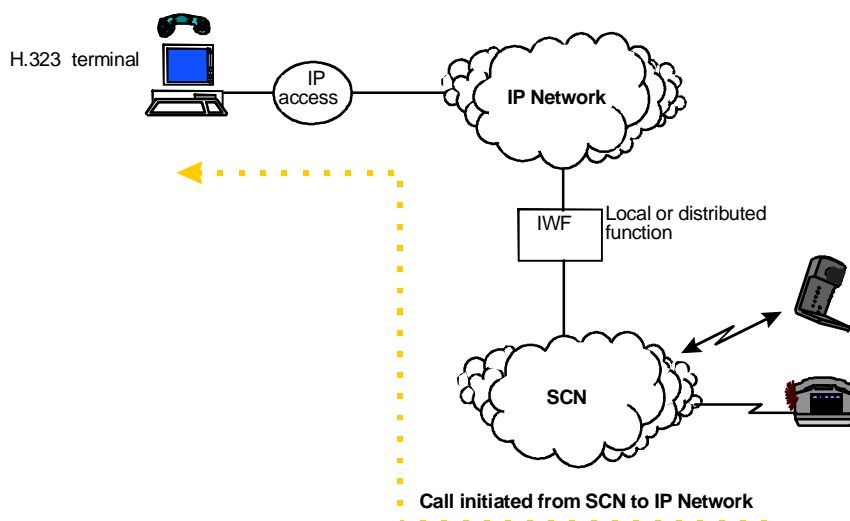 H.323 terminal
IP
access
IP Network
IWF
Local or distributed
function
SCN
Call initiated from SCN to IP Network